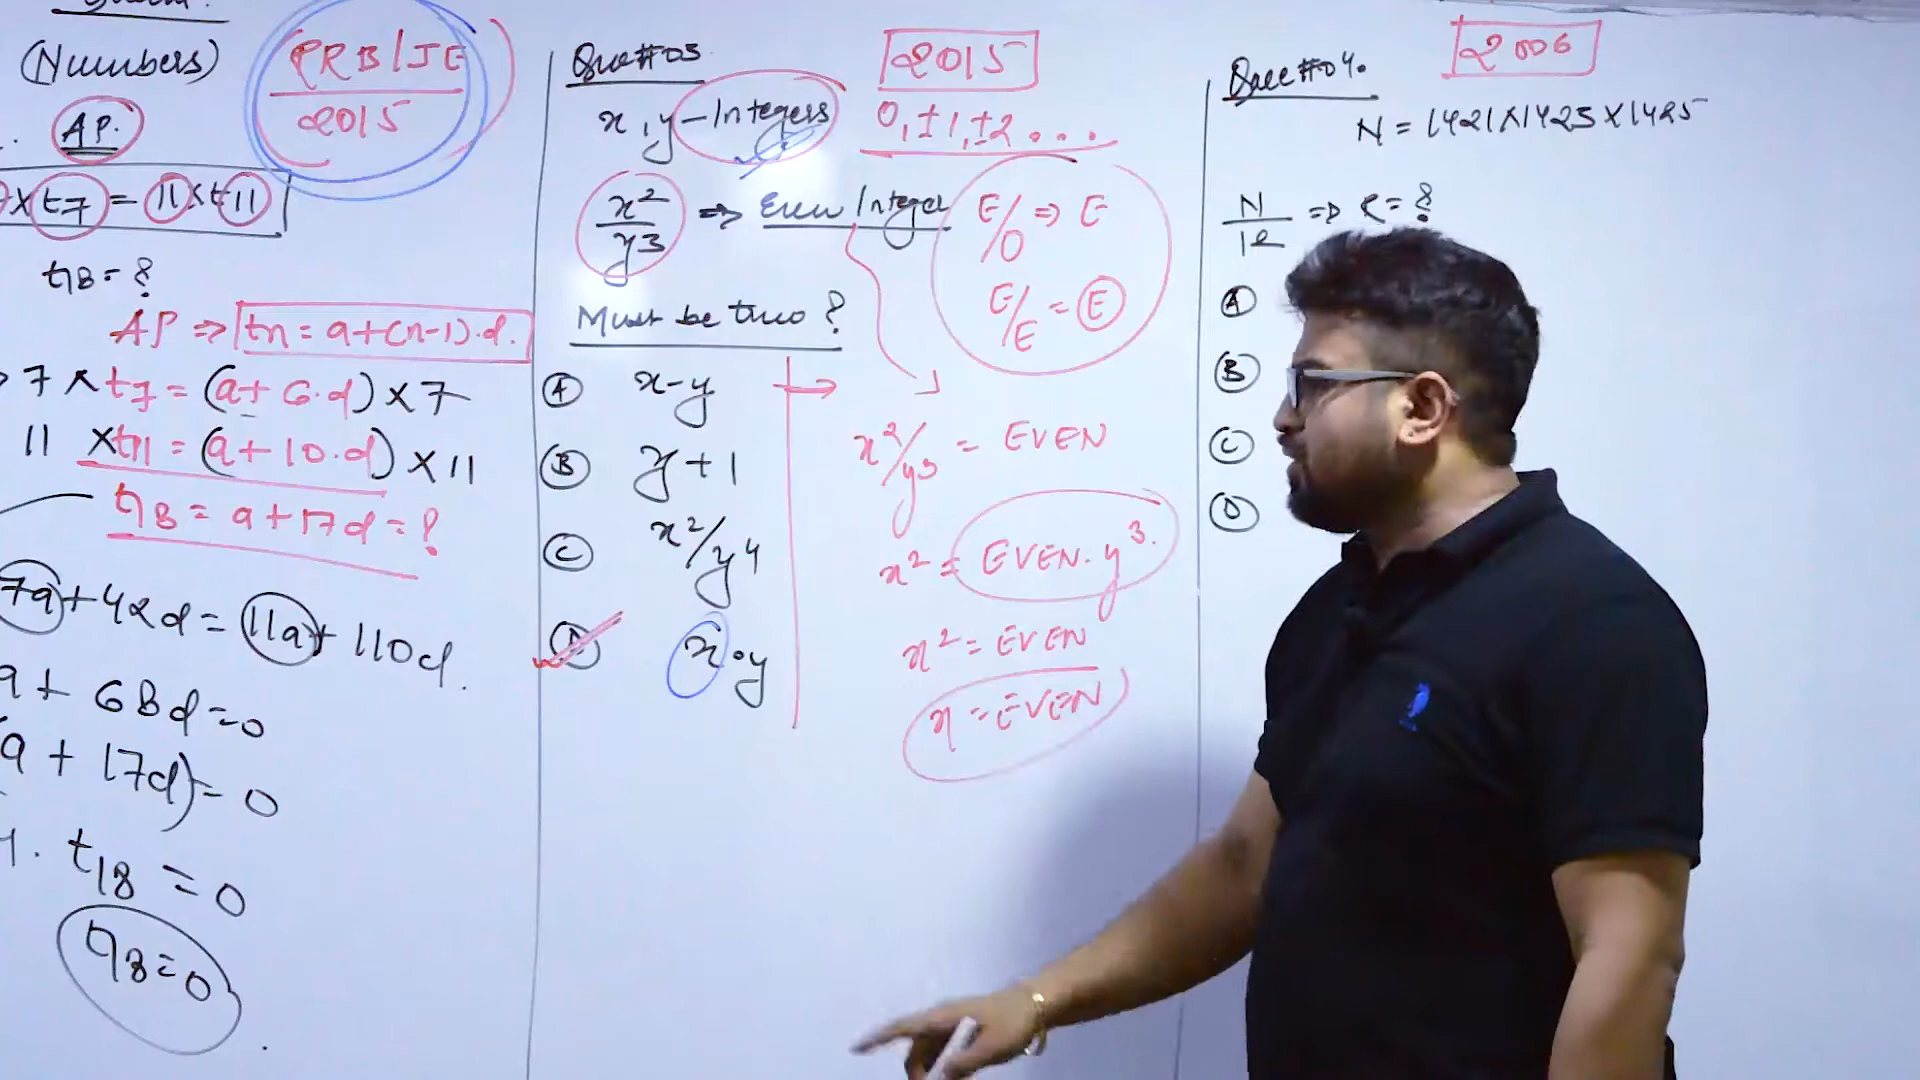 (Numbers)
RRB/JE
2015
AP.
×t7 = 11×t11
t18 = ?
AP ⇒ tn = a+(n-1).d.
7 × t7 = (a+6.d) × 7
11 × t11 = (a+10.d) × 11
t18 = a+17d = ?
7a + 42d = 11a + 110d.
a + 68d = 0
a + 17d) = 0
t18 = 0
t18 = 0
Que#03
2015
x, y - Integers
0, ±1, ±2 ....
x²/y3 ⇒ Even Integer
E/O ⇒ E
E/E = E
Must be true ?
A x-y
B y+1
C x²/y4
D x.y
x²/y3 = EVEN
x² = EVEN. y³.
x² = EVEN
x = EVEN
Que#04.
2006
N = 1421×1423×1425
N/12 ⇒ R = ?
A
B
C
D